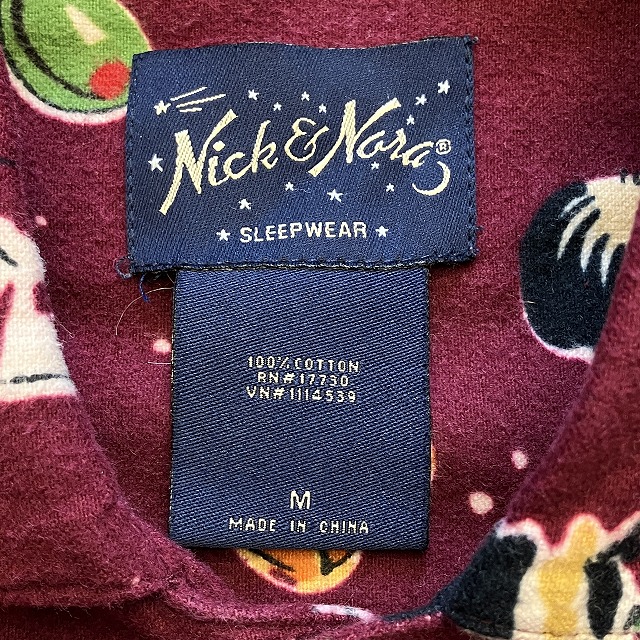 Nick & Nora®
★ SLEEPWEAR ★
100% COTTON
RN#17730
VN#1114539
M
MADE IN CHINA